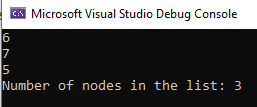 Microsoft Visual Studio Debug Console
6
7
5
Number of nodes in the list: 3